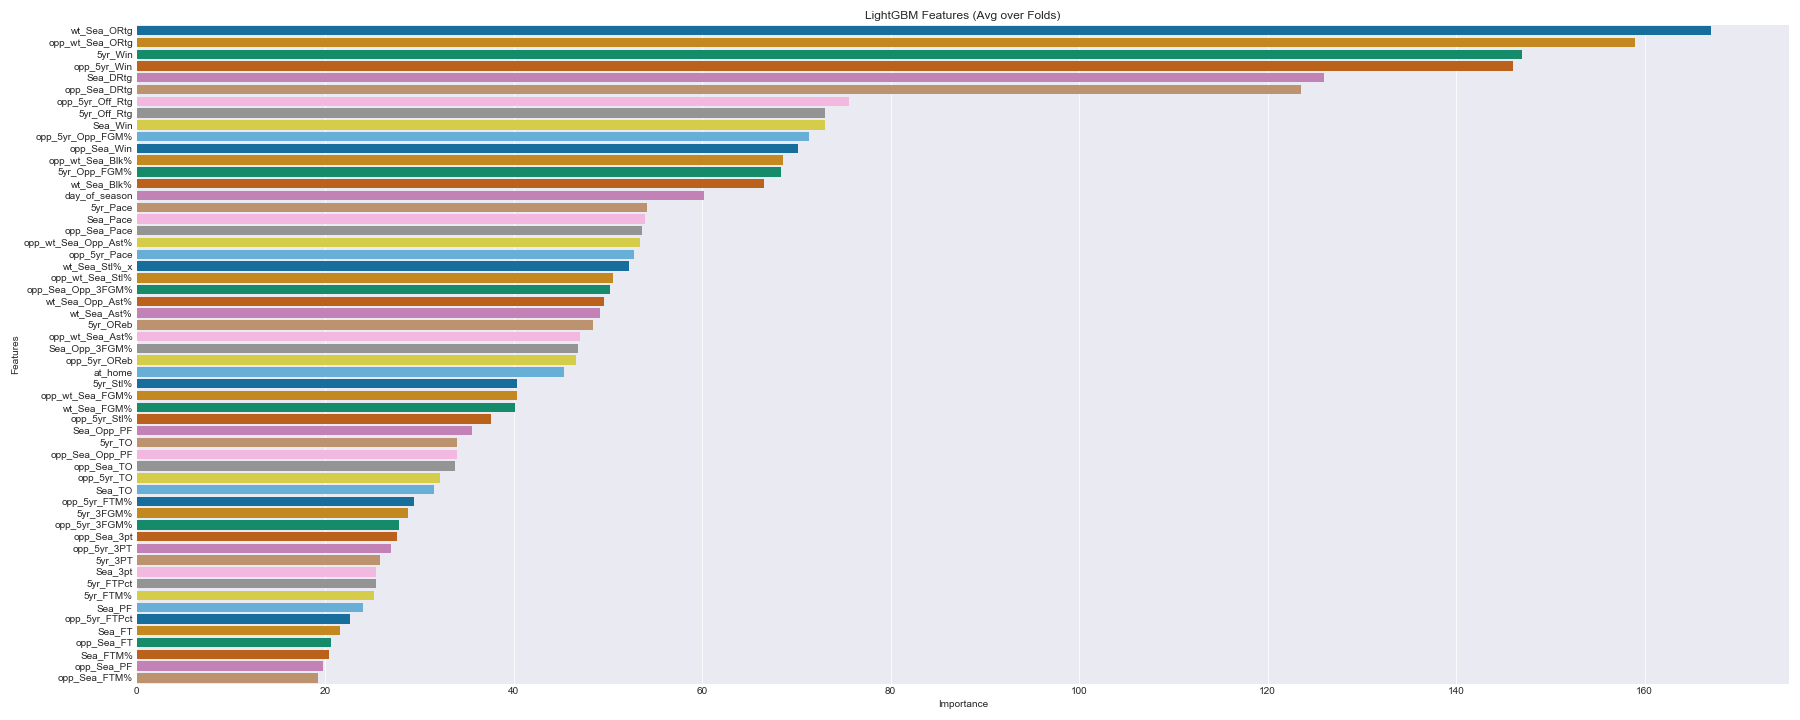 LightGBM Features (Avg over Folds)
wt_Sea_ORtg
opp_wt_Sea_ORtg
5yr_Win
opp_5yr_Win
Sea_DRtg
opp_Sea_DRtg
opp_5yr_Off_Rtg
5yr_Off_Rtg
Sea_Win
opp_5yr_Opp_FGM%
opp_Sea_Win
opp_wt_Sea_Blk%
5yr_Opp_FGM%
wt_Sea_Blk%
day_of_season
5yr_Pace
Sea_Pace
opp_Sea_Pace
opp_wt_Sea_Opp_Ast%
opp_5yr_Pace
wt_Sea_Stl%_x
opp_wt_Sea_Stl%
opp_Sea_Opp_3FGM%
wt_Sea_Opp_Ast%
wt_Sea_Ast%
5yr_OReb
opp_wt_Sea_Ast%
Sea_Opp_3FGM%
opp_5yr_OReb
at_home
5yr_Stl%
opp_wt_Sea_FGM%
wt_Sea_FGM%
opp_5yr_Stl%
Sea_Opp_PF
5yr_TO
opp_Sea_Opp_PF
opp_Sea_TO
opp_5yr_TO
Sea_TO
opp_5yr_FTM%
5yr_3FGM%
opp_5yr_3FGM%
opp_Sea_3pt
opp_5yr_3PT
5yr_3PT
Sea_3pt
5yr_FTPct
5yr_FTM%
Sea_PF
opp_5yr_FTPct
Sea_FT
opp_Sea_FT
Sea_FTM%
opp_Sea_PF
opp_Sea_FTM%
Features
0 20 40 60 80 100 120 140 160
Importance